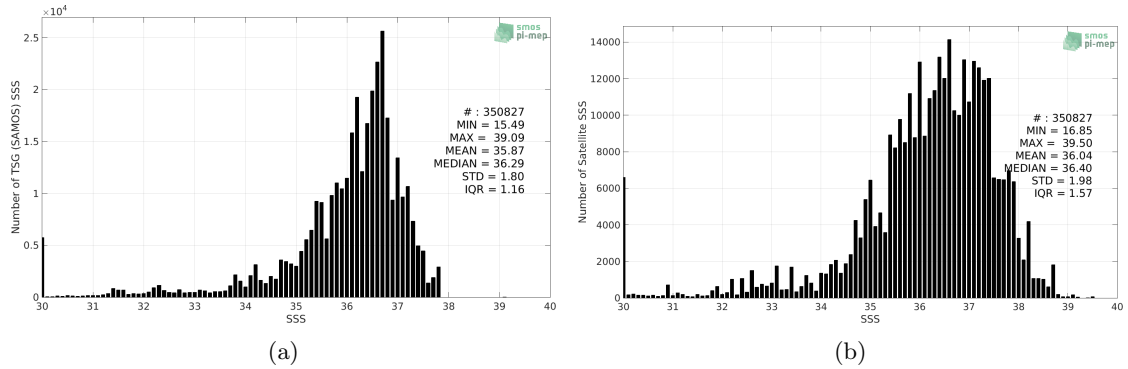 ×10⁴
smos
pi-mep
2.5
2
1.5
1
0.5
0
Number of TSG (SAMOS) SSS
# : 350827
MIN = 15.49
MAX = 39.09
MEAN = 35.87
MEDIAN = 36.29
STD = 1.80
IQR = 1.16
30 31 32 33 34 35 36 37 38 39 40
SSS
(a)
smos
pi-mep
14000
12000
10000
8000
6000
4000
2000
0
Number of Satellite SSS
# : 350827
MIN = 16.85
MAX = 39.50
MEAN = 36.04
MEDIAN = 36.40
STD = 1.98
IQR = 1.57
30 31 32 33 34 35 36 37 38 39 40
SSS
(b)